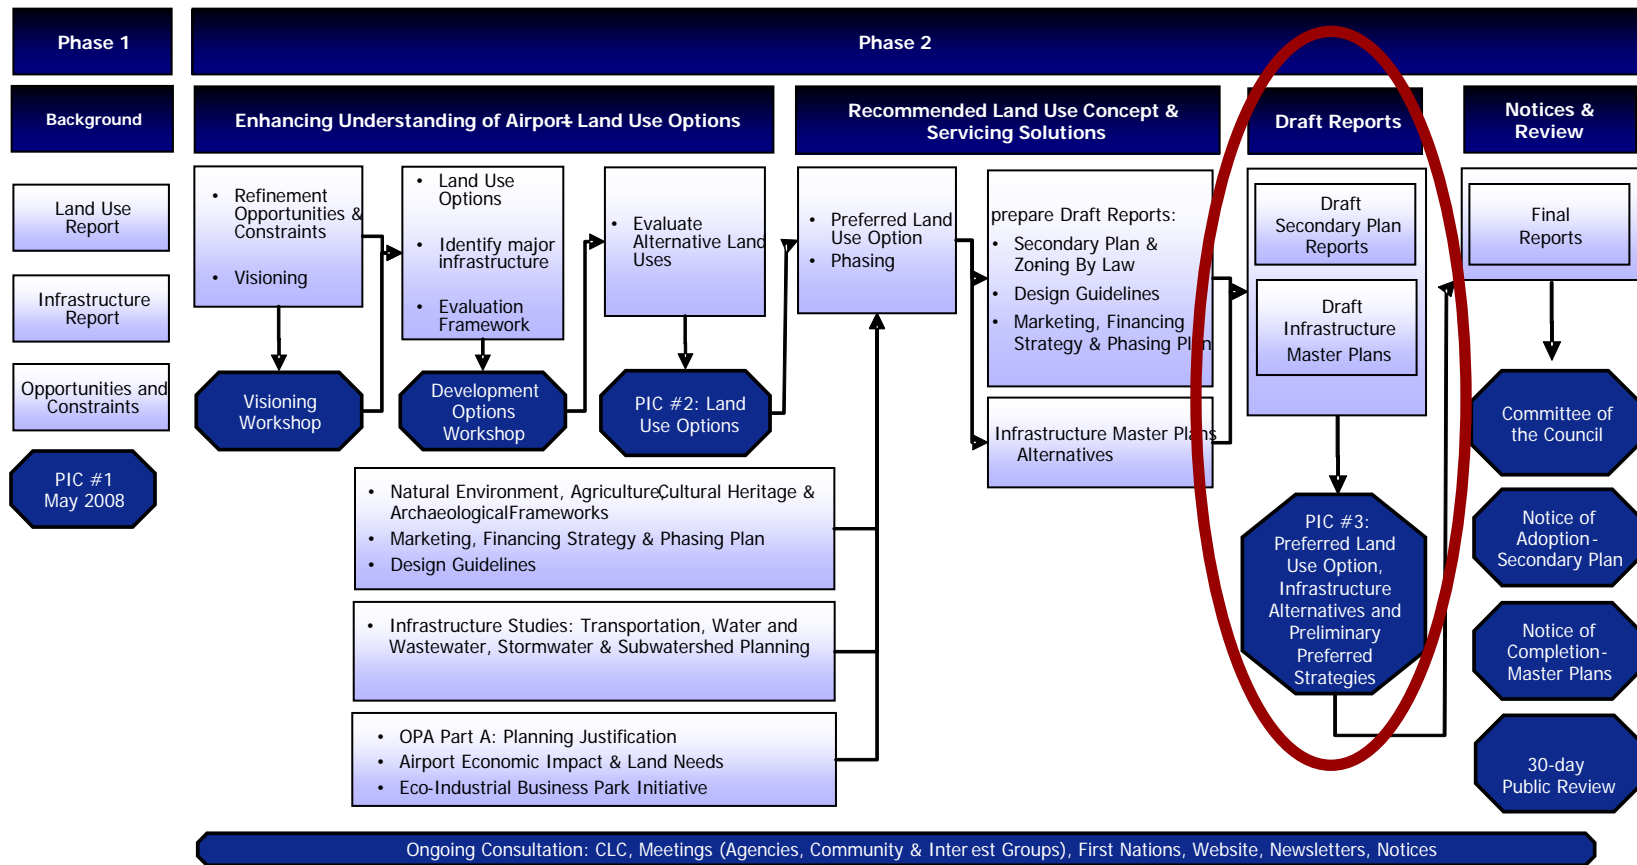 Phase 1
Phase 2
Background
Enhancing Understanding of Airport- Land Use Options
Recommended Land Use Concept &
Servicing Solutions
Draft Reports
Notices &
Review
Land Use
Report
Infrastructure
Report
Opportunities and
Constraints
PIC #1
May 2008
• Refinement
Opportunities &
Constraints
• Visioning
Visioning
Workshop
• Land Use
Options
• Identify major
infrastructure
• Evaluation
Framework
Development
Options
Workshop
• Evaluate
Alternative Land
Uses
PIC #2: Land
Use Options
• Preferred Land
Use Option
• Phasing
prepare Draft Reports:
• Secondary Plan &
Zoning By Law
• Design Guidelines
• Marketing, Financing
Strategy & Phasing Plan
Infrastructure Master Plans
Alternatives
Draft
Secondary Plan
Reports
Draft
Infrastructure
Master Plans
PIC #3:
Preferred Land
Use Option,
Infrastructure
Alternatives and
Preliminary
Preferred
Strategies
Final
Reports
Committee of
the Council
Notice of
Adoption-
Secondary Plan
Notice of
Completion-
Master Plans
30-day
Public Review
• Natural Environment, Agriculture,Cultural Heritage &
Archaeological Frameworks
• Marketing, Financing Strategy & Phasing Plan
• Design Guidelines
• Infrastructure Studies: Transportation, Water and
Wastewater, Stormwater & Subwatershed Planning
• OPA Part A: Planning Justification
• Airport Economic Impact & Land Needs
• Eco-Industrial Business Park Initiative
Ongoing Consultation: CLC, Meetings (Agencies, Community & Interest Groups), First Nations, Website, Newsletters, Notices